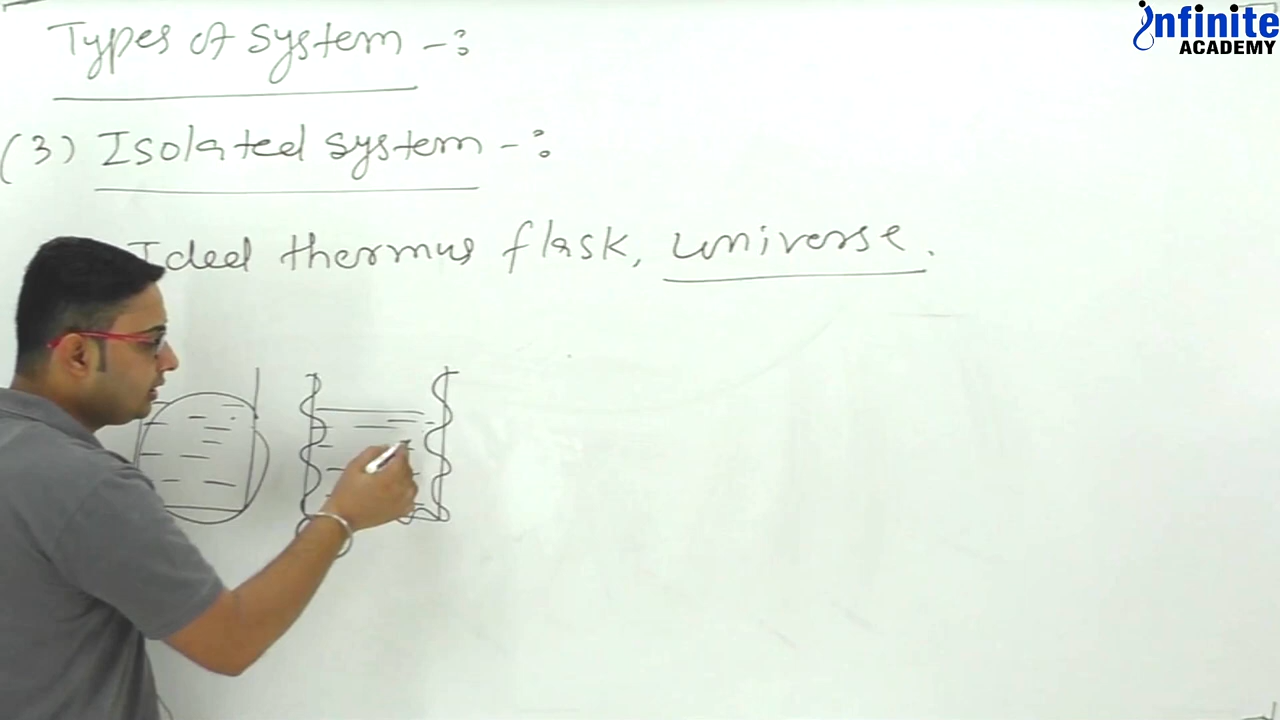 infinite
ACADEMY
Types of system -:
(3) Isolated system -:
Ideal thermus flask, universe.